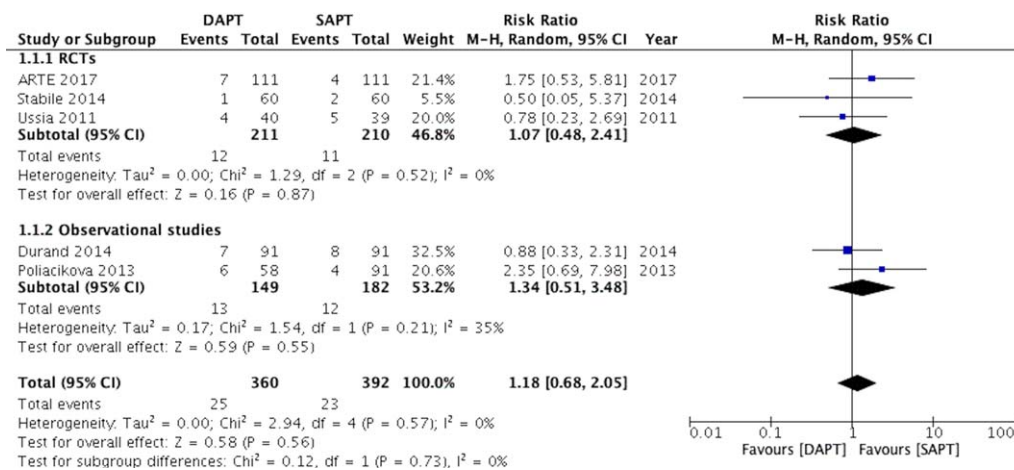 DAPT SAPT Risk Ratio Risk Ratio
Study or Subgroup Events Total Events Total Weight M-H, Random, 95% CI Year M-H, Random, 95% CI
1.1.1 RCTs
ARTE 2017 7 111 4 111 21.4% 1.75 [0.53, 5.81] 2017
Stabile 2014 1 60 2 60 5.5% 0.50 [0.05, 5.37] 2014
Ussia 2011 4 40 5 39 20.0% 0.78 [0.23, 2.69] 2011
Subtotal (95% CI) 211 210 46.8% 1.07 [0.48, 2.41]
Total events 12 11
Heterogeneity: Tau² = 0.00; Chi² = 1.29, df = 2 (P = 0.52); I² = 0%
Test for overall effect: Z = 0.16 (P = 0.87)
1.1.2 Observational studies
Durand 2014 7 91 8 91 32.5% 0.88 [0.33, 2.31] 2014
Poliacikova 2013 6 58 4 91 20.6% 2.35 [0.69, 7.98] 2013
Subtotal (95% CI) 149 182 53.2% 1.34 [0.51, 3.48]
Total events 13 12
Heterogeneity: Tau² = 0.17; Chi² = 1.54, df = 1 (P = 0.21); I² = 35%
Test for overall effect: Z = 0.59 (P = 0.55)
Total (95% CI) 360 392 100.0% 1.18 [0.68, 2.05]
Total events 25 23
Heterogeneity: Tau² = 0.00; Chi² = 2.94, df = 4 (P = 0.57); I² = 0%
Test for overall effect: Z = 0.58 (P = 0.56)
Test for subgroup differences: Chi² = 0.12, df = 1 (P = 0.73), I² = 0%
0.01 0.1 1 10 100
Favours [DAPT] Favours [SAPT]